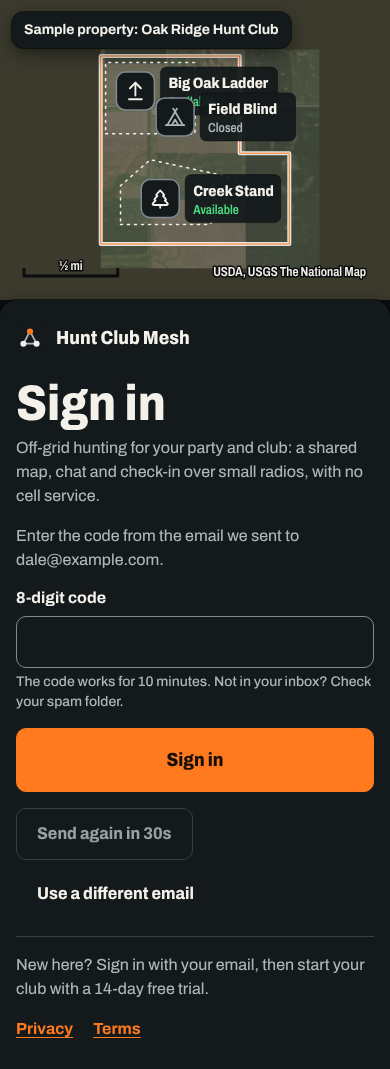 Sample property: Oak Ridge Hunt Club
Big Oak Ladder
Field Blind
Closed
Creek Stand
Available
½ mi
USDA, USGS The National Map
Hunt Club Mesh
Sign in
Off-grid hunting for your party and club: a shared
map, chat and check-in over small radios, with no
cell service.
Enter the code from the email we sent to
dale@example.com.
8-digit code
The code works for 10 minutes. Not in your inbox? Check
your spam folder.
Sign in
Send again in 30s
Use a different email
New here? Sign in with your email, then start your
club with a 14-day free trial.
Privacy Terms